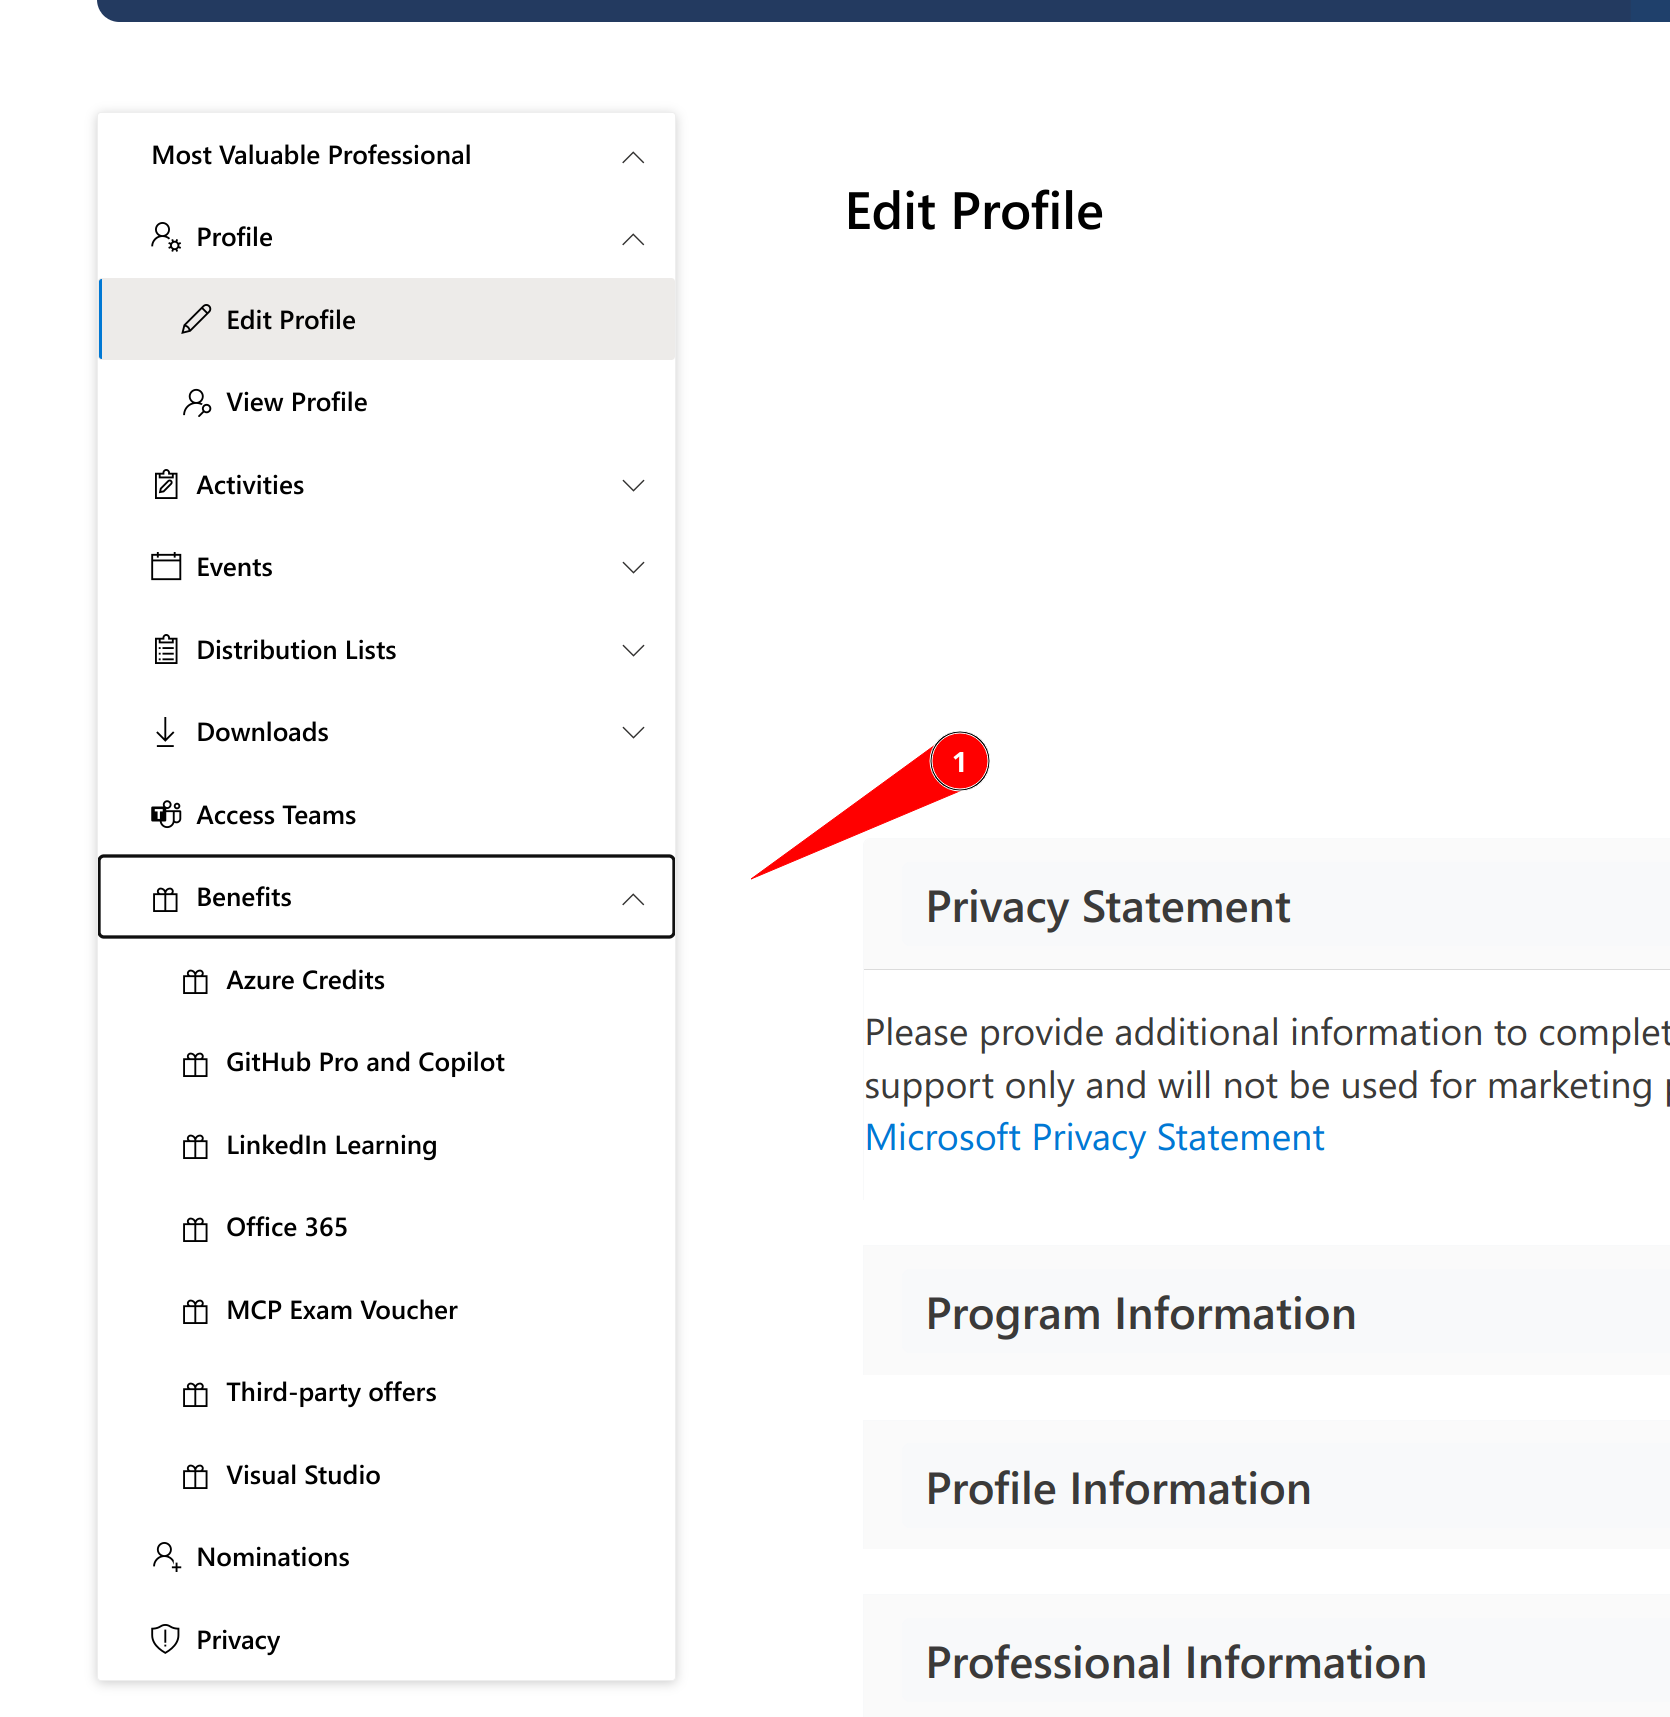 Most Valuable Professional
Profile
Edit Profile
View Profile
Activities
Events
Distribution Lists
Downloads
Access Teams
Benefits
Azure Credits
GitHub Pro and Copilot
LinkedIn Learning
Office 365
MCP Exam Voucher
Third-party offers
Visual Studio
Nominations
Privacy
Edit Profile
1
Privacy Statement
Please provide additional information to complet
support only and will not be used for marketing
Microsoft Privacy Statement
Program Information
Profile Information
Professional Information